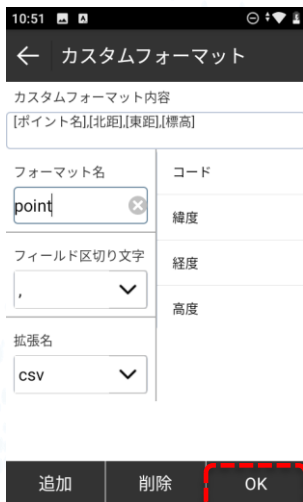 10:51
カスタムフォーマット
カスタムフォーマット内容
[ポイント名],[北距],[東距],[標高]
フォーマット名
point
フィールド区切り文字
,
拡張名
csv
コード
緯度
経度
高度
追加
削除
OK